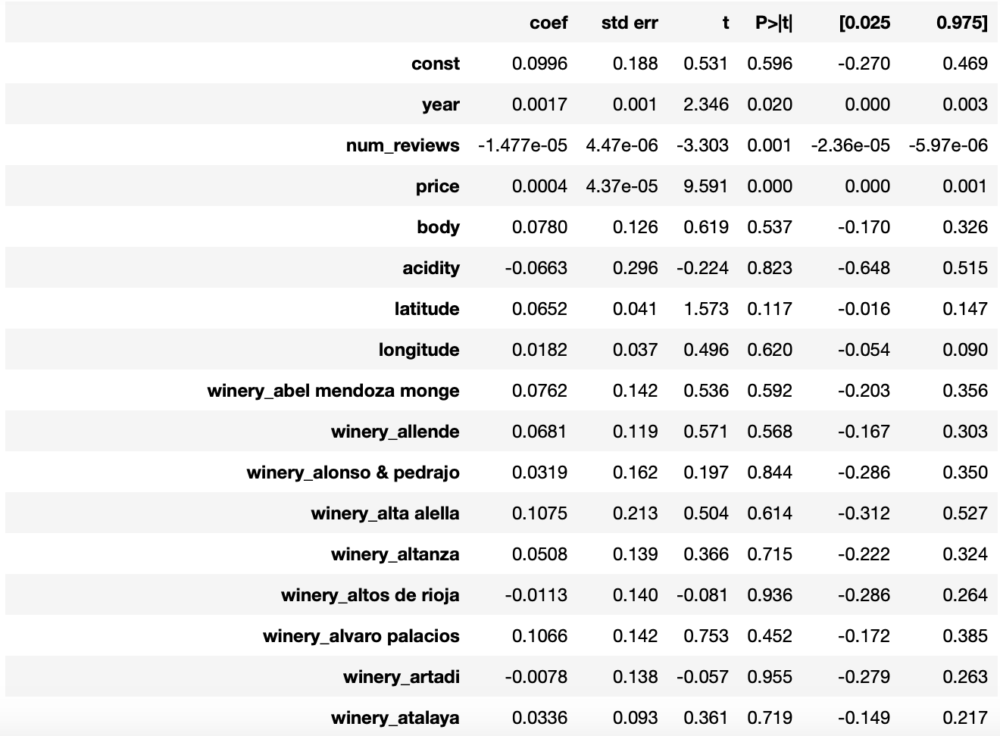 coef std err t P>|t| [0.025 0.975]
const 0.0996 0.188 0.531 0.596 -0.270 0.469
year 0.0017 0.001 2.346 0.020 0.000 0.003
num_reviews -1.477e-05 4.47e-06 -3.303 0.001 -2.36e-05 -5.97e-06
price 0.0004 4.37e-05 9.591 0.000 0.000 0.001
body 0.0780 0.126 0.619 0.537 -0.170 0.326
acidity -0.0663 0.296 -0.224 0.823 -0.648 0.515
latitude 0.0652 0.041 1.573 0.117 -0.016 0.147
longitude 0.0182 0.037 0.496 0.620 -0.054 0.090
winery_abel mendoza monge 0.0762 0.142 0.536 0.592 -0.203 0.356
winery_allende 0.0681 0.119 0.571 0.568 -0.167 0.303
winery_alonso & pedrajo 0.0319 0.162 0.197 0.844 -0.286 0.350
winery_alta alella 0.1075 0.213 0.504 0.614 -0.312 0.527
winery_altanza 0.0508 0.139 0.366 0.715 -0.222 0.324
winery_altos de rioja -0.0113 0.140 -0.081 0.936 -0.286 0.264
winery_alvaro palacios 0.1066 0.142 0.753 0.452 -0.172 0.385
winery_artadi -0.0078 0.138 -0.057 0.955 -0.279 0.263
winery_atalaya 0.0336 0.093 0.361 0.719 -0.149 0.217